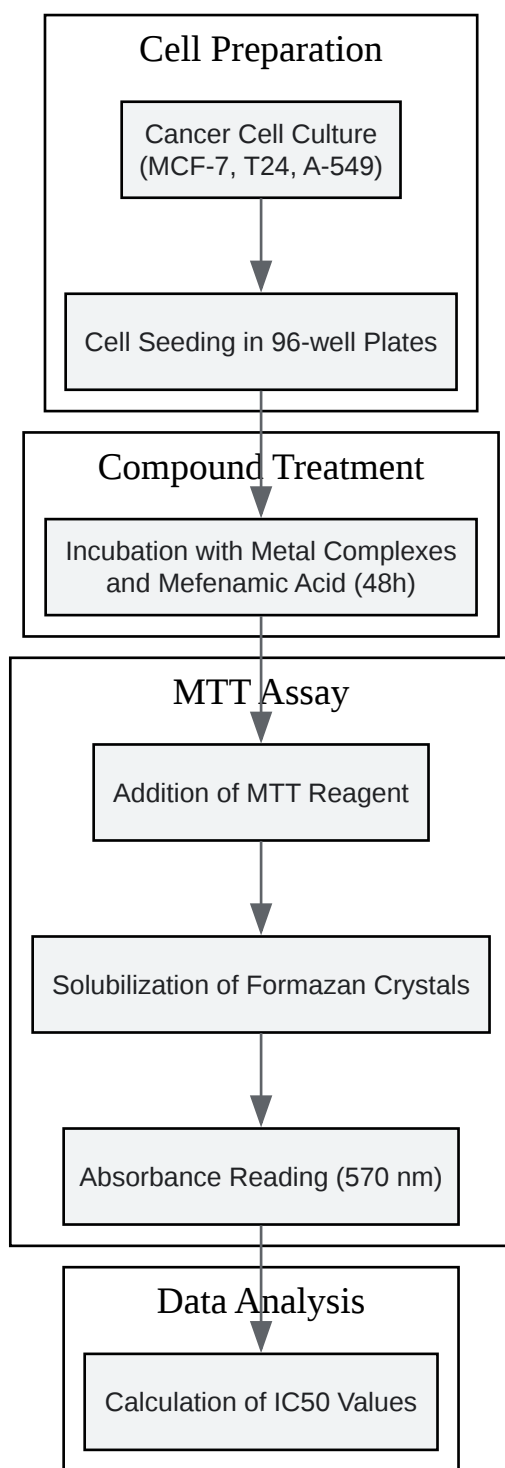 Cell Preparation
Cancer Cell Culture
(MCF-7, T24, A-549)
Cell Seeding in 96-well Plates
Compound Treatment
Incubation with Metal Complexes
and Mefenamic Acid (48h)
MTT Assay
Addition of MTT Reagent
Solubilization of Formazan Crystals
Absorbance Reading (570 nm)
Data Analysis
Calculation of IC50 Values